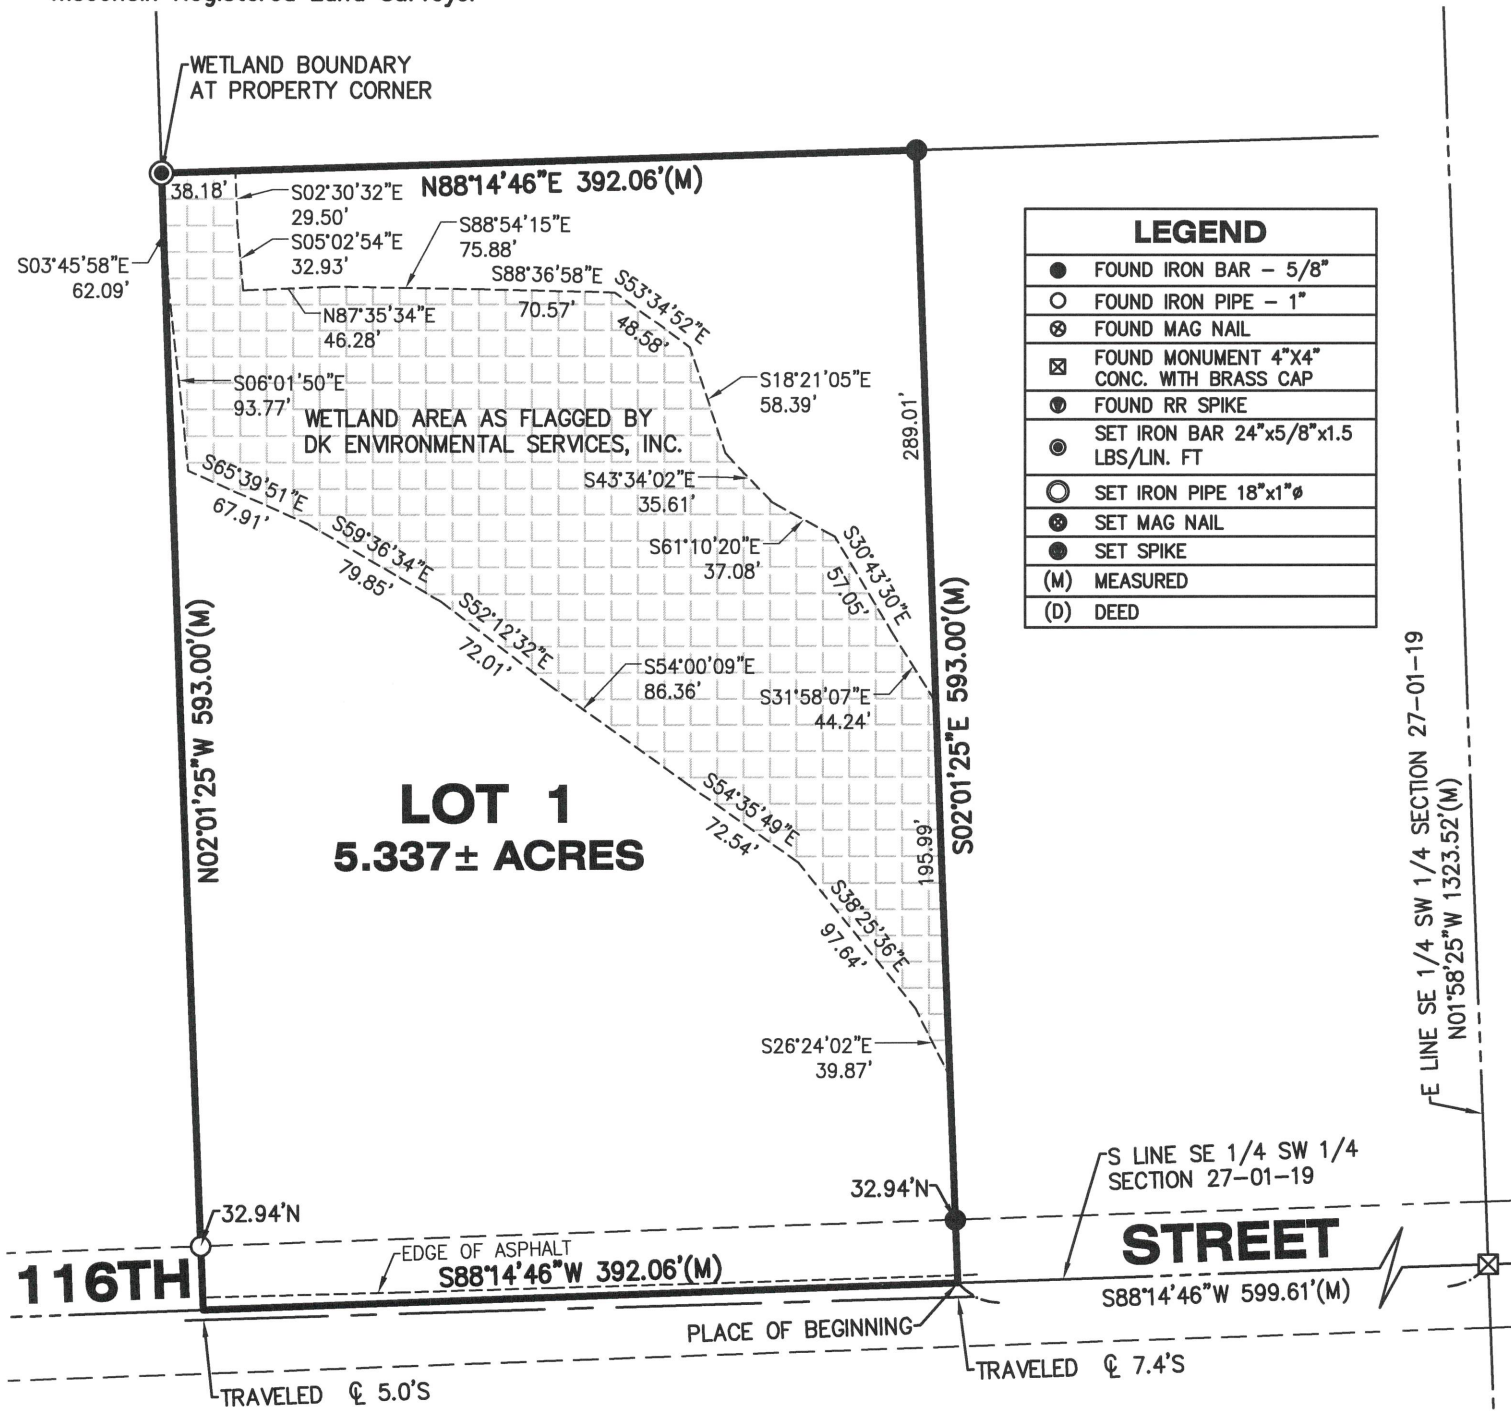 Wisconsin Registered Land Surveyor
WETLAND BOUNDARY
AT PROPERTY CORNER
38.18'
S02°30'32"E
29.50'
N88°14'46"E 392.06'(M)
S05°02'54"E
32.93'
S88°54'15"E
75.88'
S03°45'58"E
62.09'
S88°36'58"E
70.57'
S53°34'52"E
48.58'
N87°35'34"E
46.28'
S06°01'50"E
93.77'
WETLAND AREA AS FLAGGED BY
DK ENVIRONMENTAL SERVICES, INC.
S18°21'05"E
58.39'
289.01'
S65°39'51"E
67.91'
S43°34'02"E
35.61'
S59°36'34"E
79.85'
S61°10'20"E
37.08'
S30°43'30"E
57.05'
S52°12'32"E
72.01'
S54°00'09"E
86.36'
S31°58'07"E
44.24'
N02°01'25"W 593.00'(M)
S02°01'25"E 593.00'(M)
LOT 1
5.337± ACRES
S54°35'49"E
72.54'
195.99'
S38°25'36"E
97.64'
S26°24'02"E
39.87'
LEGEND
FOUND IRON BAR – 5/8"
FOUND IRON PIPE – 1"
FOUND MAG NAIL
FOUND MONUMENT 4"X4"
CONC. WITH BRASS CAP
FOUND RR SPIKE
SET IRON BAR 24"x5/8"x1.5
LBS/LIN. FT
SET IRON PIPE 18"x1"ø
SET MAG NAIL
SET SPIKE
(M) MEASURED
(D) DEED
E LINE SE 1/4 SW 1/4 SECTION 27–01–19
N01°58'25"W 1323.52'(M)
S LINE SE 1/4 SW 1/4
SECTION 27–01–19
32.94'N
32.94'N
116TH
EDGE OF ASPHALT
S88°14'46"W 392.06'(M)
STREET
S88°14'46"W 599.61'(M)
PLACE OF BEGINNING
TRAVELED ℄ 5.0'S
TRAVELED ℄ 7.4'S